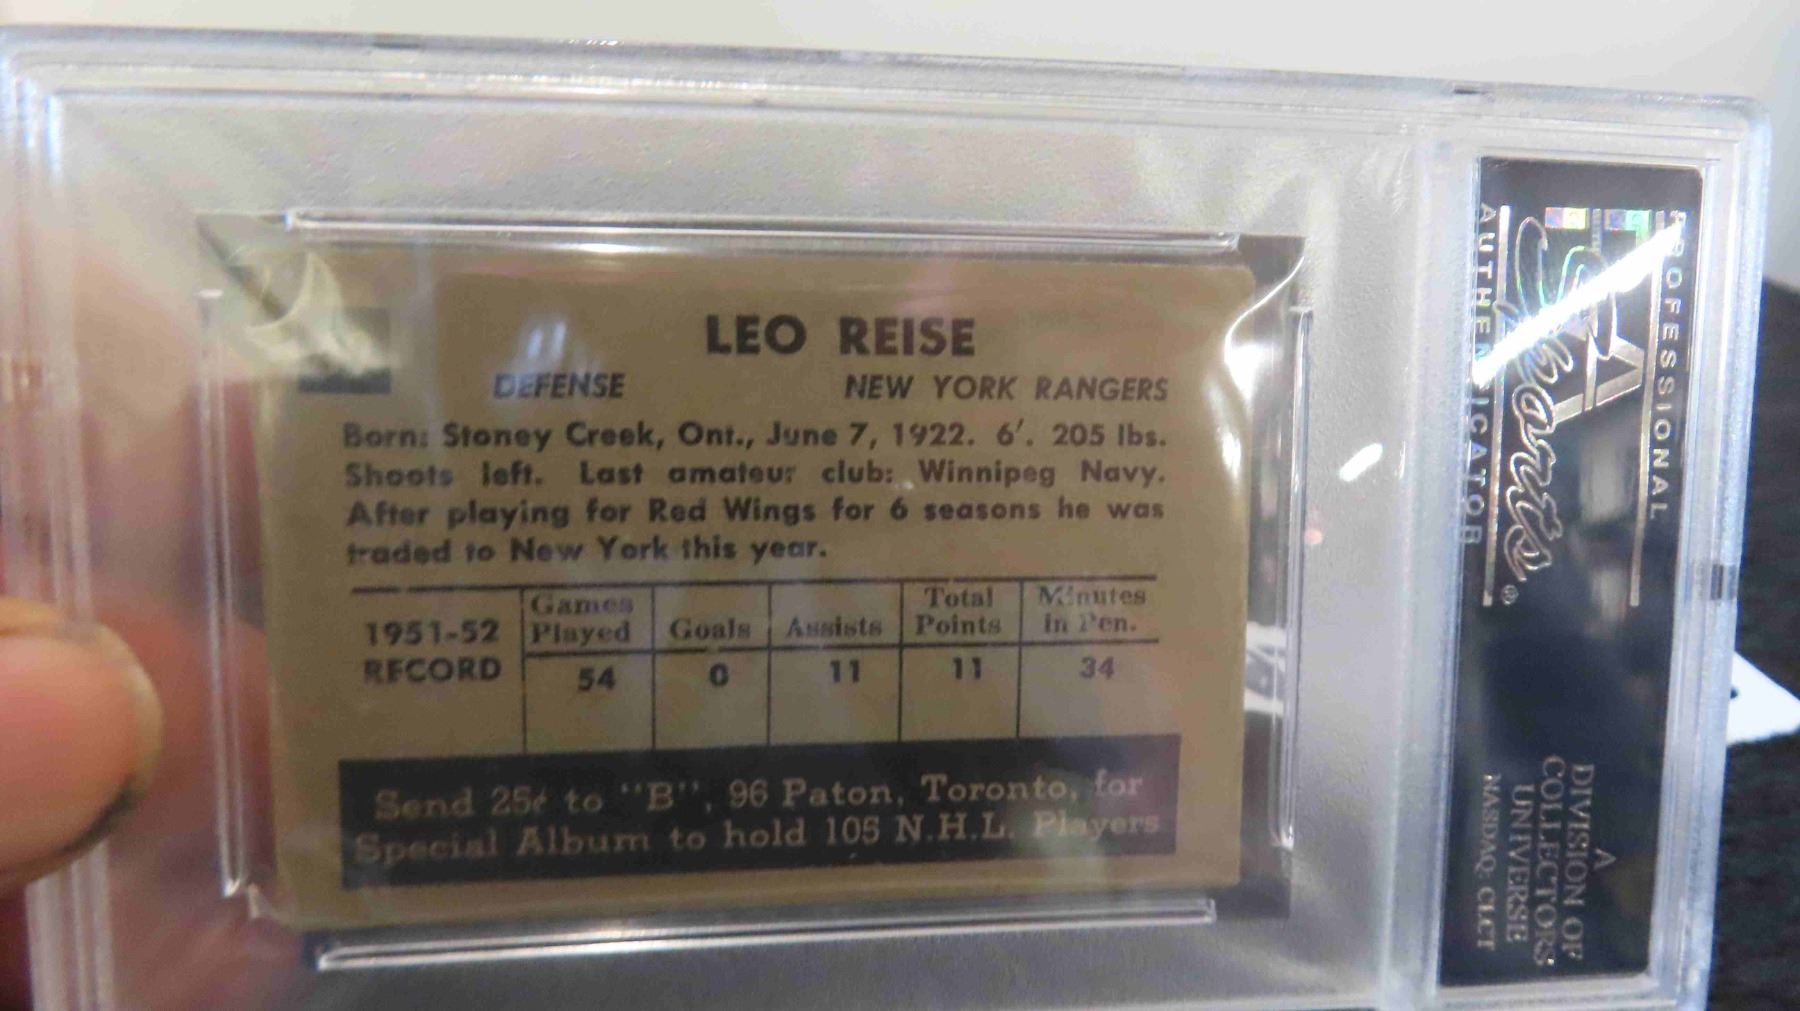 LEO REISE
DEFENSE NEW YORK RANGERS
Born: Stoney Creek, Ont., June 7, 1922. 6'. 205 lbs.
Shoots left. Last amateur club: Winnipeg Navy.
After playing for Red Wings for 6 seasons he was
traded to New York this year.
1951-52 RECORD
Games Played Goals Assists Total Points Minutes in Pen.
54 0 11 11 34
Send 25¢ to "B", 96 Paton, Toronto, for
Special Album to hold 105 N.H.L. Players
PROFESSIONAL
PSA
Sports®
AUTHENTICATOR
A
DIVISION OF
COLLECTORS
UNIVERSE
NASDAQ: CLCT